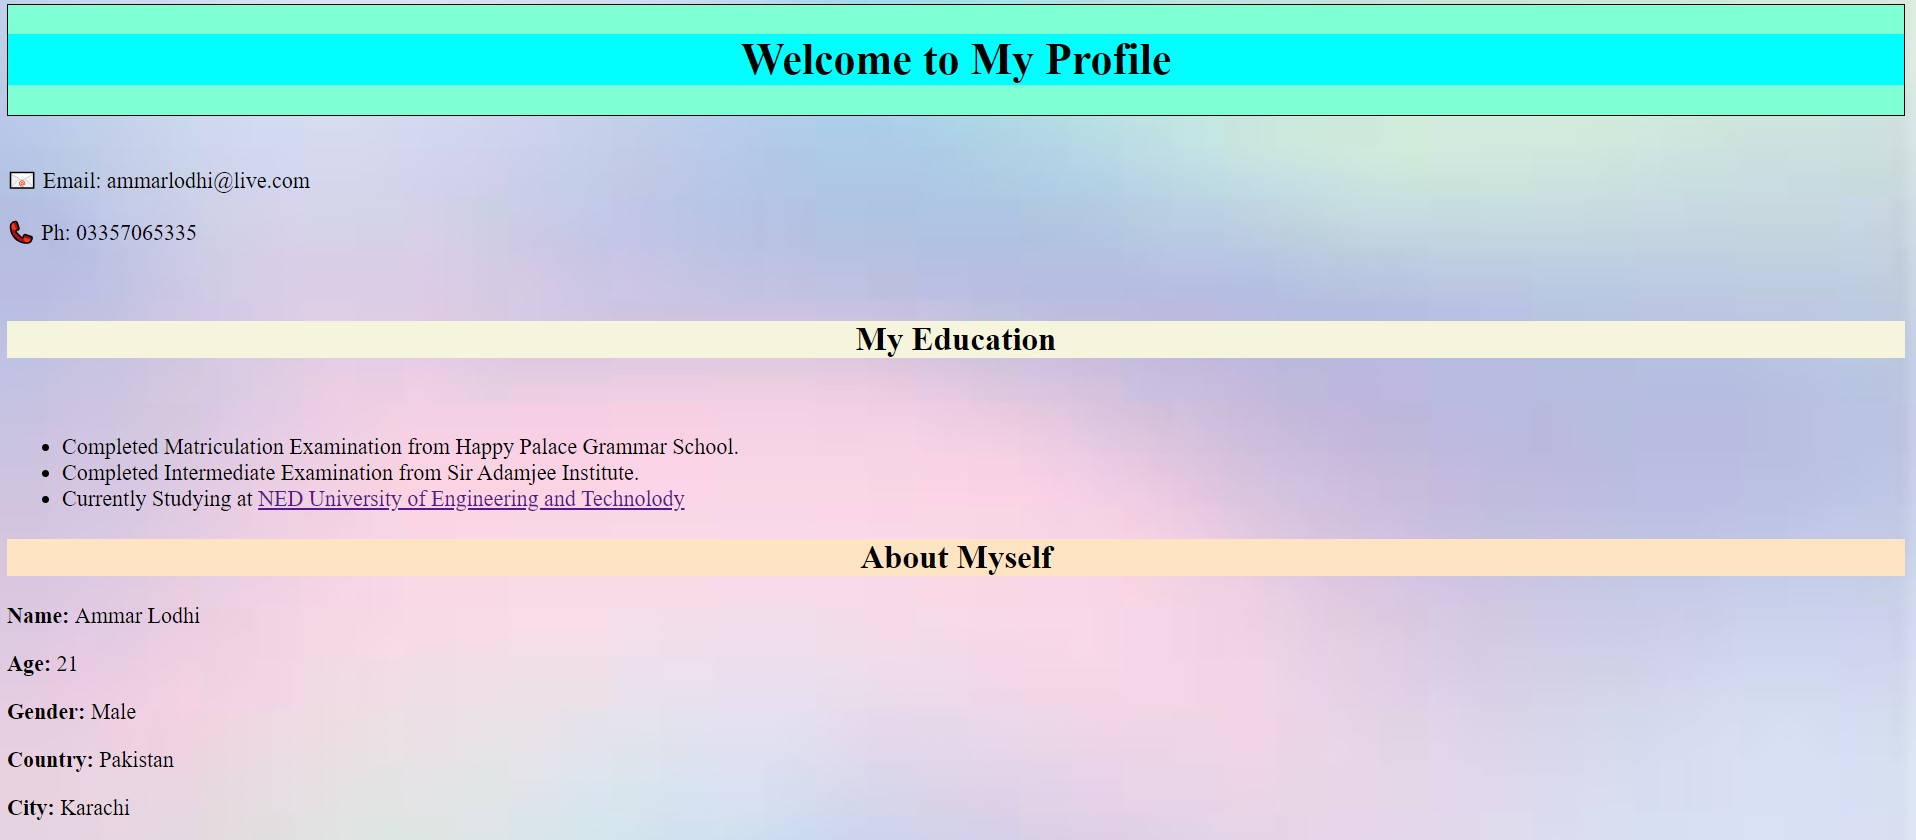 Welcome to My Profile
Email: ammarlodhi@live.com
Ph: 03357065335
My Education
Completed Matriculation Examination from Happy Palace Grammar School.
Completed Intermediate Examination from Sir Adamjee Institute.
Currently Studying at NED University of Engineering and Technolody
About Myself
Name: Ammar Lodhi
Age: 21
Gender: Male
Country: Pakistan
City: Karachi